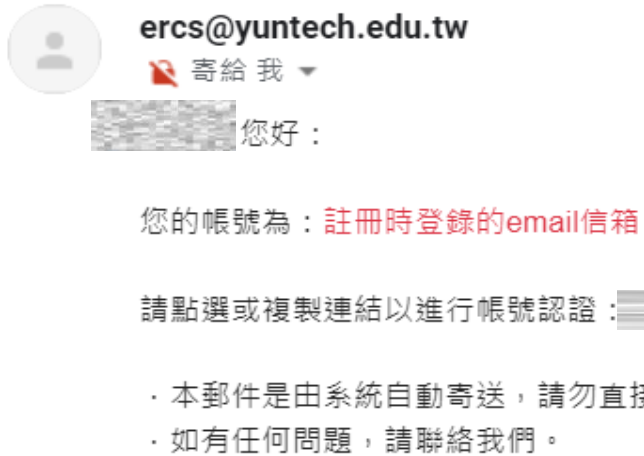 ercs@yuntech.edu.tw
寄給 我
您好：
您的帳號為：註冊時登錄的email信箱
請點選或複製連結以進行帳號認證：
．本郵件是由系統自動寄送，請勿直接
．如有任何問題，請聯絡我們。